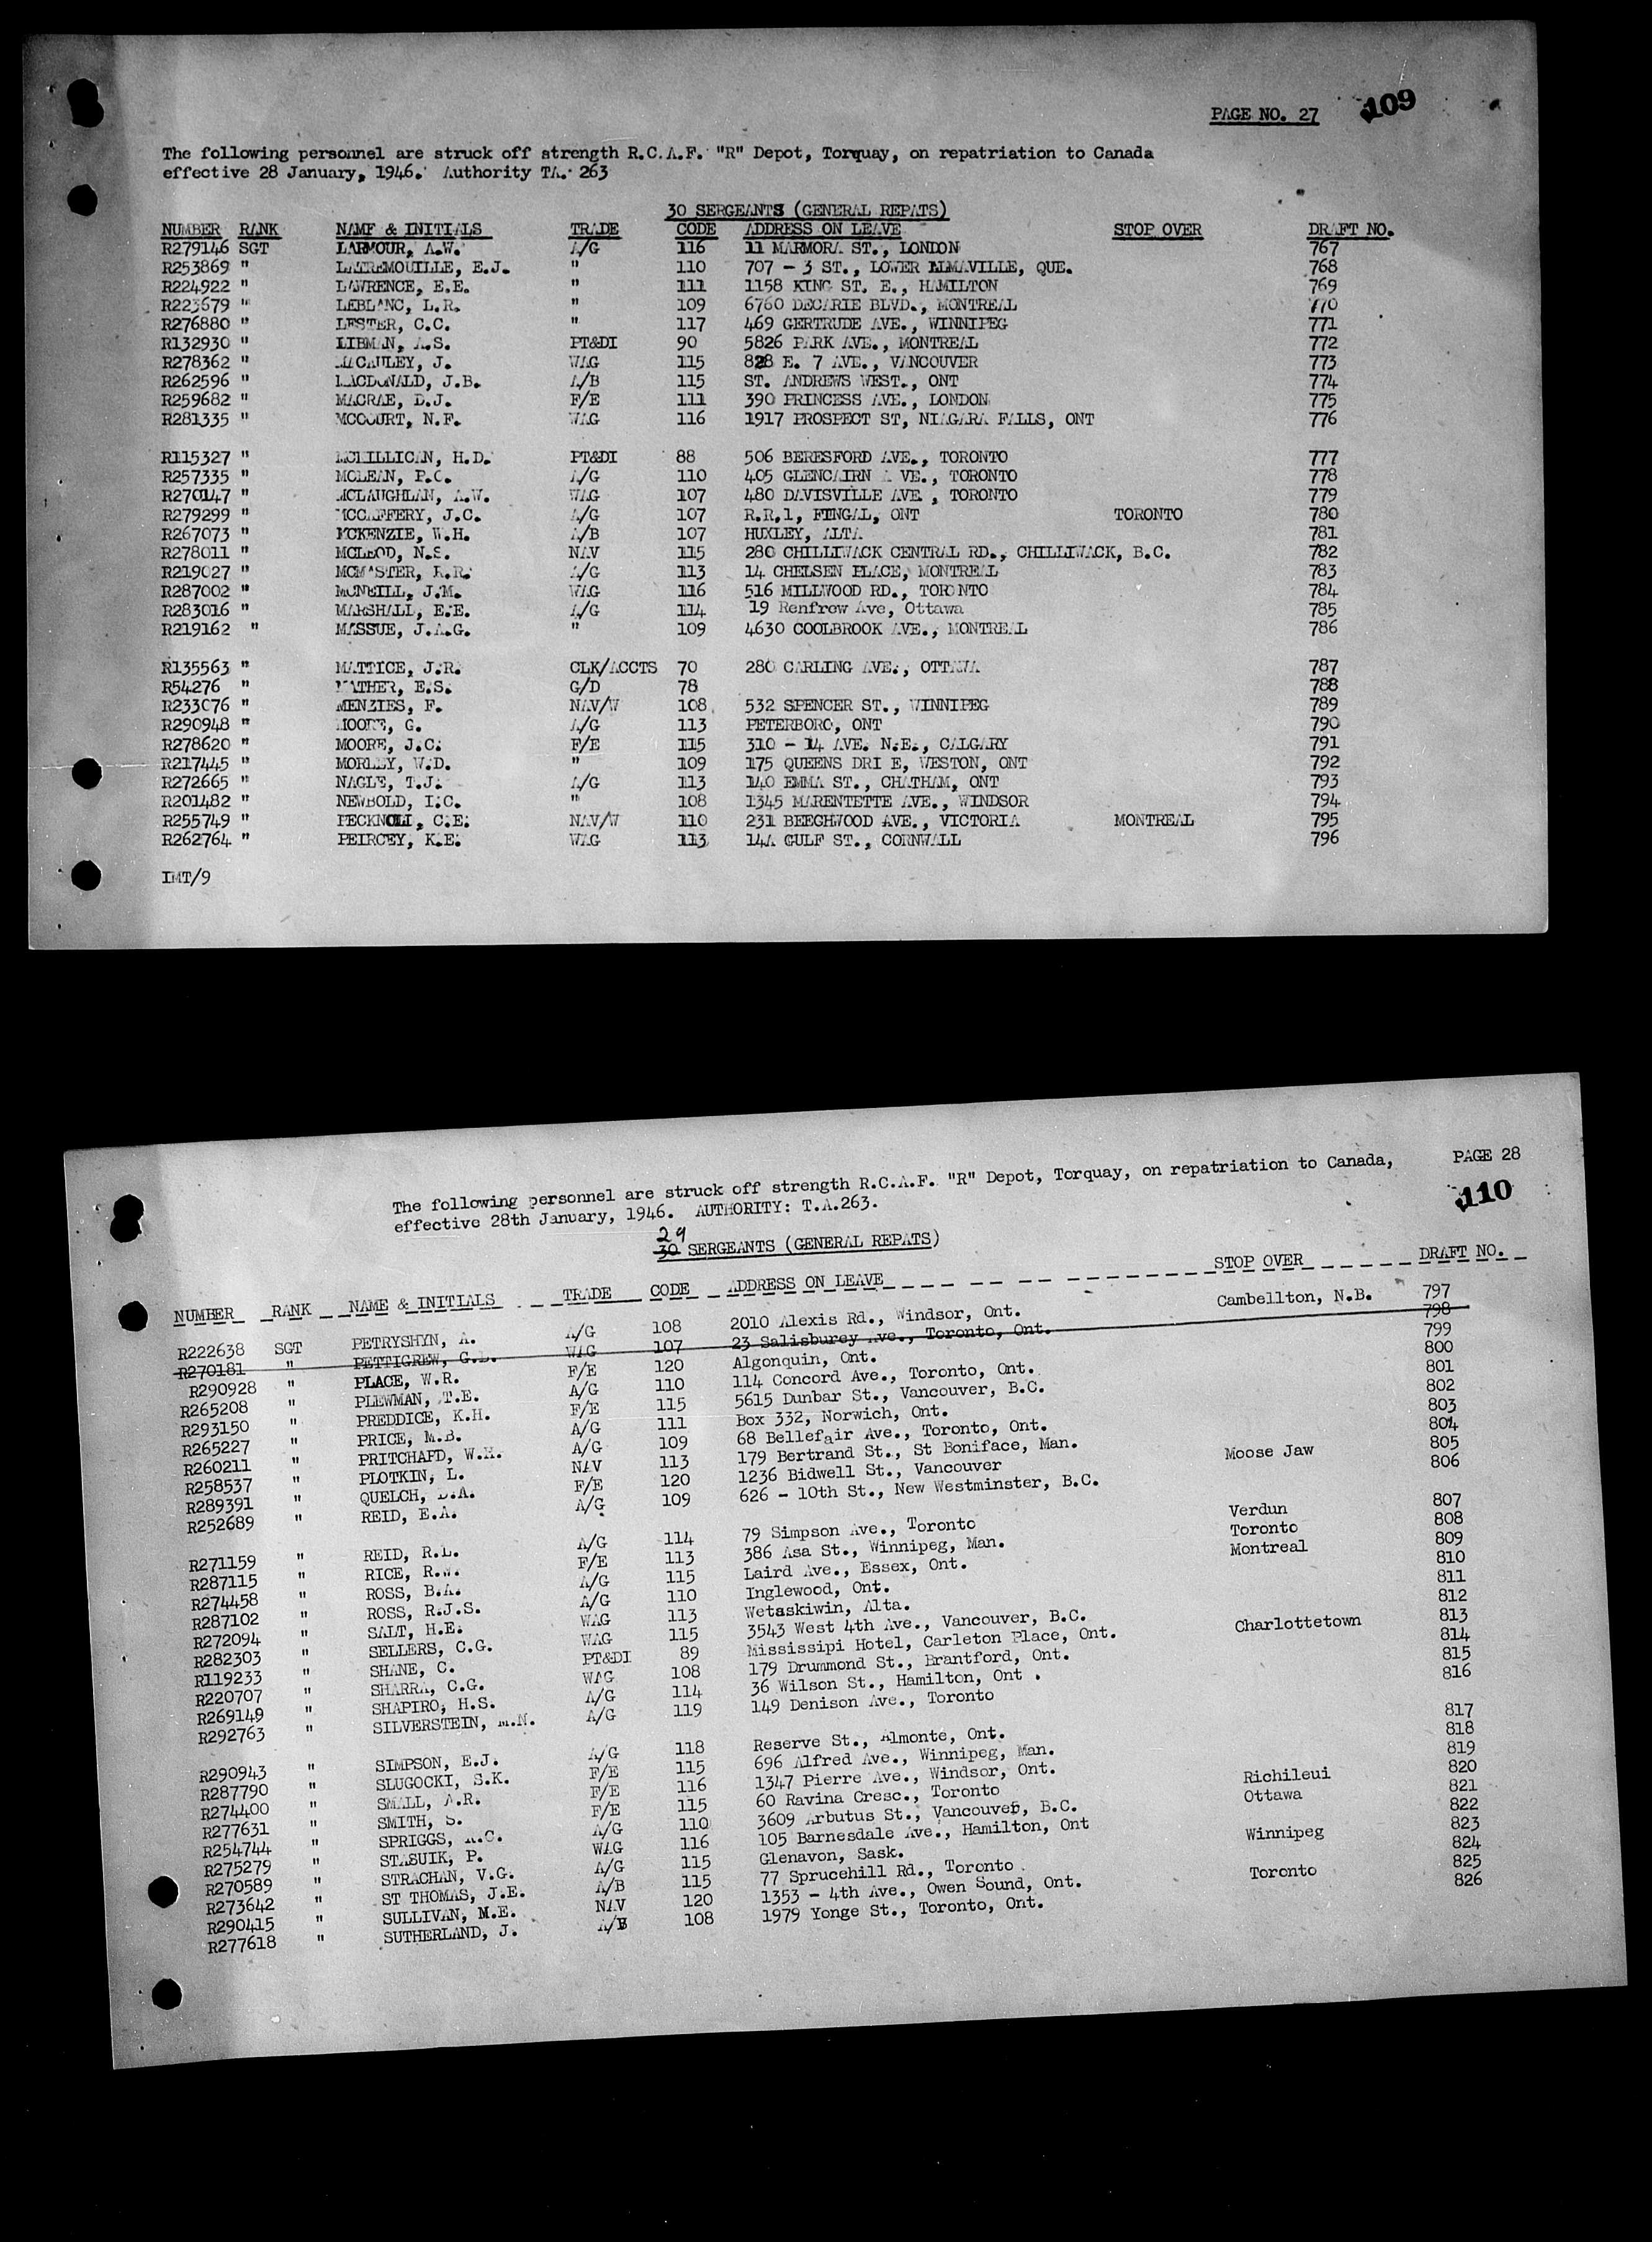 PAGE NO. 27 109
The following personnel are struck off strength R.C.A.F. "R" Depot, Torquay, on repatriation to Canada
effective 28 January, 1946. Authority TA. 263
30 SERGEANTS (GENERAL REPATS)
NUMBER RANK NAME & INITIALS TRADE CODE ADDRESS ON LEAVE STOP OVER DRAFT NO.
R279146 SGT LARMOUR, A.W. A/G 116 11 MARMORA ST., LONDON 767
R253869 " LATREMOUILLE, E.J. " 110 707 - 3 ST., LOWER ALMAVILLE, QUE. 768
R224922 " LAWRENCE, E.E. " 111 1158 KING ST. E., HAMILTON 769
R223679 " LEBLANC, L.R. " 109 6760 DECARIE BLVD., MONTREAL 770
R276880 " LESTER, C.C. " 117 469 GERTRUDE AVE., WINNIPEG 771
R132930 " LIBMAN, A.S. PT&DI 90 5826 PARK AVE., MONTREAL 772
R278362 " MACAULEY, J. WAG 115 828 E. 7 AVE., VANCOUVER 773
R262596 " MACDONALD, J.B. A/B 115 ST. ANDREWS WEST., ONT 774
R259682 " MACRAE, D.J. F/E 111 390 PRINCESS AVE., LONDON 775
R281335 " MCCOURT, N.F. WAG 116 1917 PROSPECT ST, NIAGARA FALLS, ONT 776
R115327 " MCMILLICAN, H.D. PT&DI 88 506 BERESFORD AVE., TORONTO 777
R257335 " MCLEAN, P.C. A/G 110 405 GLENCAIRN A VE., TORONTO 778
R270147 " MCLAUGHLAN, A.W. WAG 107 480 DAVISVILLE AVE , TORONTO 779
R279299 " MCCAFFERY, J.C. A/G 107 R.R.1, FINGAL, ONT TORONTO 780
R267073 " MCKENZIE, W.H. A/B 107 HUXLEY, ALTA 781
R278011 " MCLEOD, N.S. NAV 115 280 CHILLIWACK CENTRAL RD., CHILLIWACK, B.C. 782
R219027 " MCMASTER, R.R. A/G 113 14 CHELSEN PLACE, MONTREAL 783
R287002 " MCNEILL, J.M. WAG 116 516 MILLWOOD RD., TORONTO 784
R283016 " MARSHALL, E.E. A/G 114 19 Renfrew Ave, Ottawa 785
R219162 " MASSUE, J.A.G. " 109 4630 COOLBROOK AVE., MONTREAL 786
R135563 " MATTICE, J.R. CLK/ACCTS 70 280 CARLING AVE., OTTAWA 787
R54276 " MATHER, E.S. G/D 78 788
R233076 " MENZIES, F. NAV/W 108 532 SPENCER ST., WINNIPEG 789
R290948 " MOORE, G. A/G 113 PETERBORO, ONT 790
R278620 " MOORE, J.C. F/E 115 310 - 14 AVE. N.E., CALGARY 791
R217445 " MORLEY, W.D. " 109 175 QUEENS DRI E, WESTON, ONT 792
R272665 " NAGLE, T.J. A/G 113 140 EMMA ST., CHATHAM, ONT 793
R201482 " NEWBOLD, I.C. " 108 1345 MARENTETTE AVE., WINDSOR 794
R255749 " PECKNOLL, C.E. NAV/W 110 231 BEECHWOOD AVE., VICTORIA MONTREAL 795
R262764 " PEIRCEY, K.E. WAG 113 14A GULF ST., CORNWALL 796
IMT/9
PAGE 28
The following personnel are struck off strength R.C.A.F. "R" Depot, Torquay, on repatriation to Canada,
effective 28th January, 1946. AUTHORITY: T.A.263.
110
29
30 SERGEANTS (GENERAL REPATS)
NUMBER RANK NAME & INITIALS TRADE CODE ADDRESS ON LEAVE STOP OVER DRAFT NO.
R222638 SGT PETRYSHYN, A. A/G 108 2010 Alexis Rd., Windsor, Ont. Cambellton, N.B. 797
R270181 " PETTIGREW, G.D. WAG 107 23 Salisburey Ave., Toronto, Ont. 798
R290928 " PLACE, W.R. F/E 120 Algonquin, Ont. 799
R265208 " PLEWMAN, T.E. A/G 110 114 Concord Ave., Toronto, Ont. 800
R293150 " PREDDICE, K.H. F/E 115 5615 Dunbar St., Vancouver, B.C. 801
R265227 " PRICE, M.B. A/G 111 Box 332, Norwich, Ont. 802
R260211 " PRITCHARD, W.H. A/G 109 68 Bellefair Ave., Toronto, Ont. 803
R258537 " PLOTKIN, L. NAV 113 179 Bertrand St., St Boniface, Man. 804
R289391 " QUELCH, D.A. F/E 120 1236 Bidwell St., Vancouver Moose Jaw 805
R252689 " REID, E.A. A/G 109 626 - 10th St., New Westminster, B.C. 806
R271159 " REID, R.L. A/G 114 79 Simpson Ave., Toronto Verdun 807
R287115 " RICE, R.W. F/E 113 386 Asa St., Winnipeg, Man. Toronto 808
R274458 " ROSS, B.A. A/G 115 Laird Ave., Essex, Ont. Montreal 809
R287102 " ROSS, R.J.S. A/G 110 Inglewood, Ont. 810
R272094 " SALT, H.E. WAG 113 Wetaskiwin, Alta. 811
R282303 " SELLERS, C.G. WAG 115 3543 West 4th Ave., Vancouver, B.C. 812
R119233 " SHANE, C. PT&DI 89 Mississipi Hotel, Carleton Place, Ont. Charlottetown 813
R220707 " SHARRA, C.G. WAG 108 179 Drummond St., Brantford, Ont. 814
R269149 " SHAPIRO, H.S. A/G 114 36 Wilson St., Hamilton, Ont . 815
R292763 " SILVERSTEIN, M.N. A/G 119 149 Denison Ave., Toronto 816
R290943 " SIMPSON, E.J. A/G 118 Reserve St., Almonte, Ont. 817
R287790 " SLUGOCKI, S.K. F/E 115 696 Alfred Ave., Winnipeg, Man. 818
R274400 " SMALL, A.R. F/E 116 1347 Pierre Ave., Windsor, Ont. 819
R277631 " SMITH, S. F/E 115 60 Ravina Cresc., Toronto Richileui 820
R254744 " SPRIGGS, A.C. A/G 110 3609 Arbutus St., Vancouver, B.C. Ottawa 821
R275279 " STASUIK, P. WAG 116 105 Barnesdale Ave., Hamilton, Ont 822
R270589 " STRACHAN, V.G. A/G 115 Glenavon, Sask. Winnipeg 823
R273642 " ST THOMAS, J.E. A/B 115 77 Sprucehill Rd., Toronto 824
R290415 " SULLIVAN, M.E. NAV 120 1353 - 4th Ave., Owen Sound, Ont. Toronto 825
R277618 " SUTHERLAND, J. A/B 108 1979 Yonge St., Toronto, Ont. 826